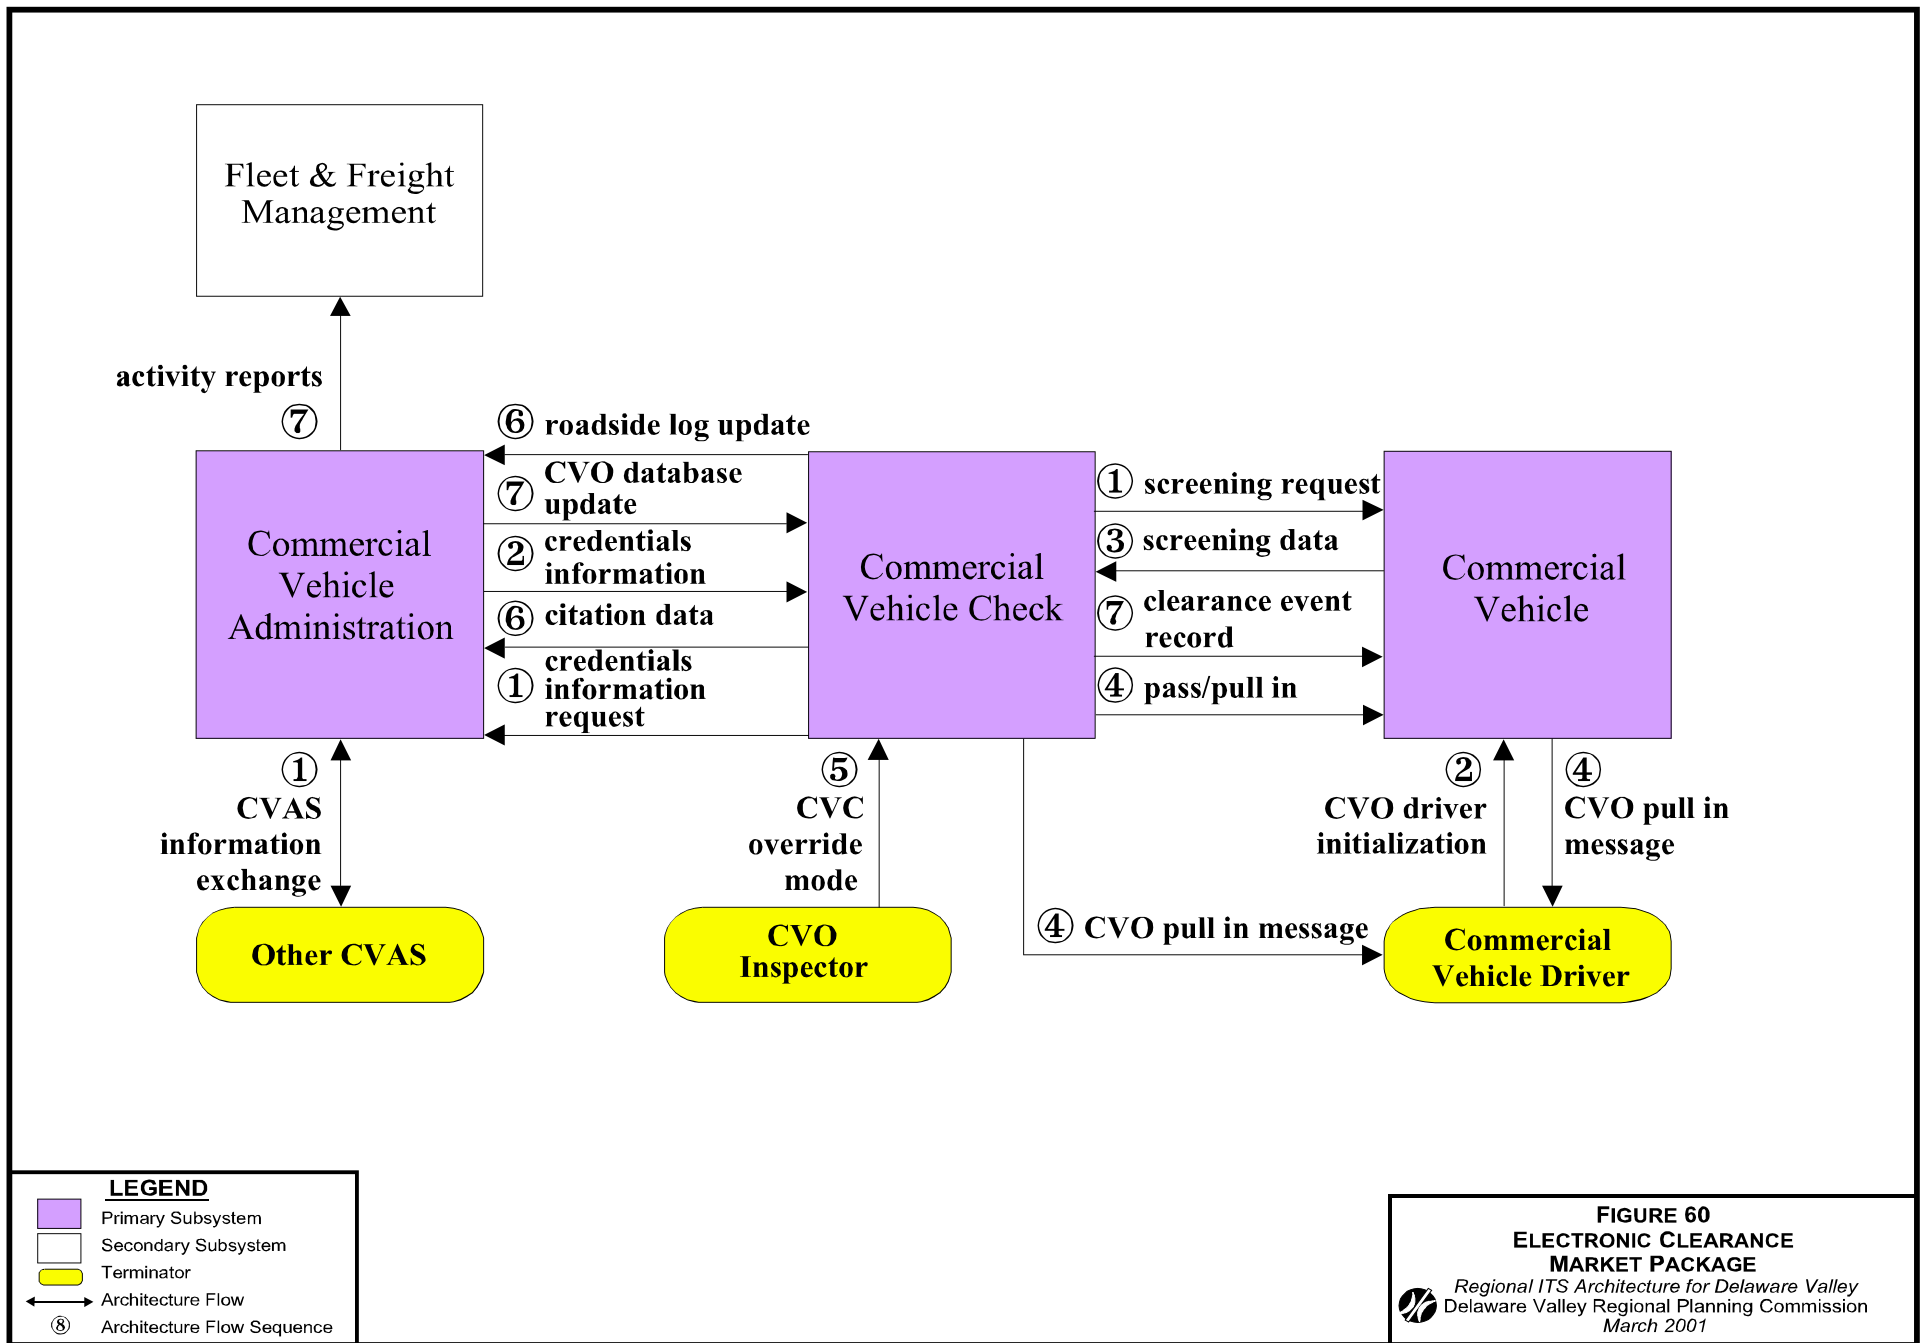 Fleet & Freight
Management
activity reports
⑦
⑥ roadside log update
⑦ CVO database
update
② credentials
information
⑥ citation data
① credentials
information
request
① screening request
③ screening data
⑦ clearance event
record
④ pass/pull in
Commercial
Vehicle
Administration
Commercial
Vehicle Check
Commercial
Vehicle
①
CVAS
information
exchange
⑤
CVC
override
mode
②
CVO driver
initialization
④
CVO pull in
message
④ CVO pull in message
Other CVAS
CVO
Inspector
Commercial
Vehicle Driver
LEGEND
Primary Subsystem
Secondary Subsystem
Terminator
Architecture Flow
⑧ Architecture Flow Sequence
FIGURE 60
ELECTRONIC CLEARANCE
MARKET PACKAGE
Regional ITS Architecture for Delaware Valley
Delaware Valley Regional Planning Commission
March 2001